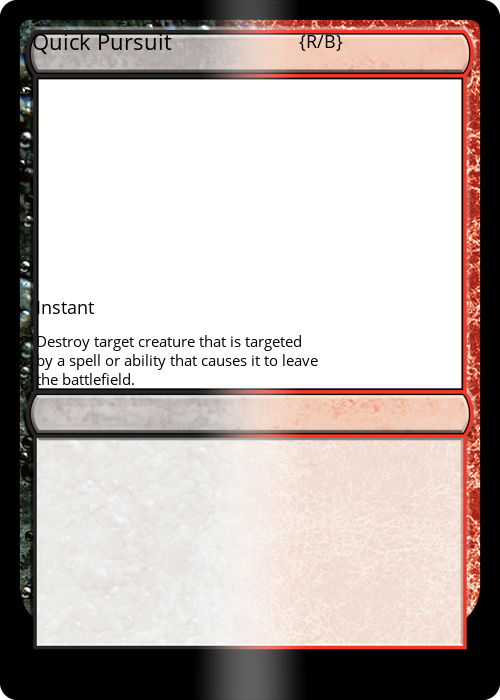 Quick Pursuit {R/B}
Instant
Destroy target creature that is targeted
by a spell or ability that causes it to leave
the battlefield.